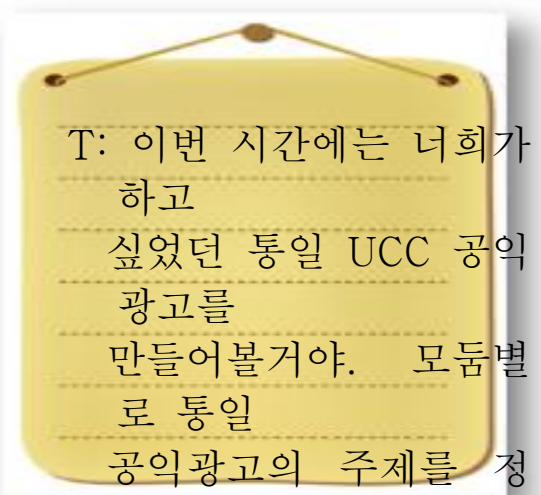 T: 이번 시간에는 너희가
하고
싶었던 통일 UCC 공익
광고를
만들어볼거야. 모둠별
로 통일
공익광고의 주제를 정